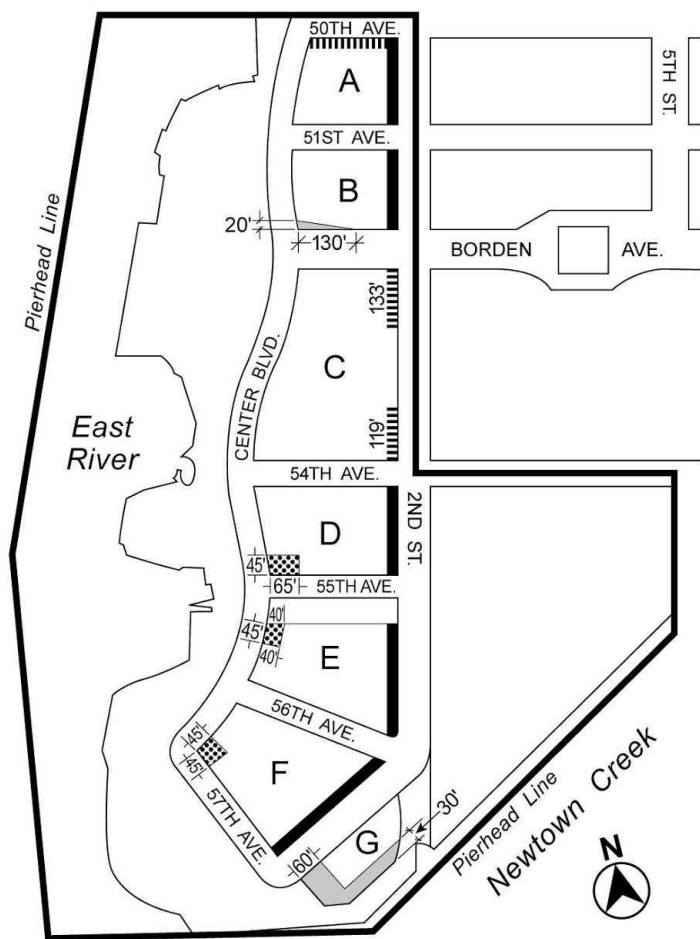 50TH AVE.
A
5TH ST.
51ST AVE.
B
20'
130'
BORDEN AVE.
Pierhead Line
133'
C
CENTER BLVD.
East
River
119'
54TH AVE.
2ND ST.
D
45'
65'
55TH AVE.
40'
45'
40'
E
56TH AVE.
45'
45'
F
57TH AVE.
30'
G
60'
Pierhead Line
Newtown Creek
N